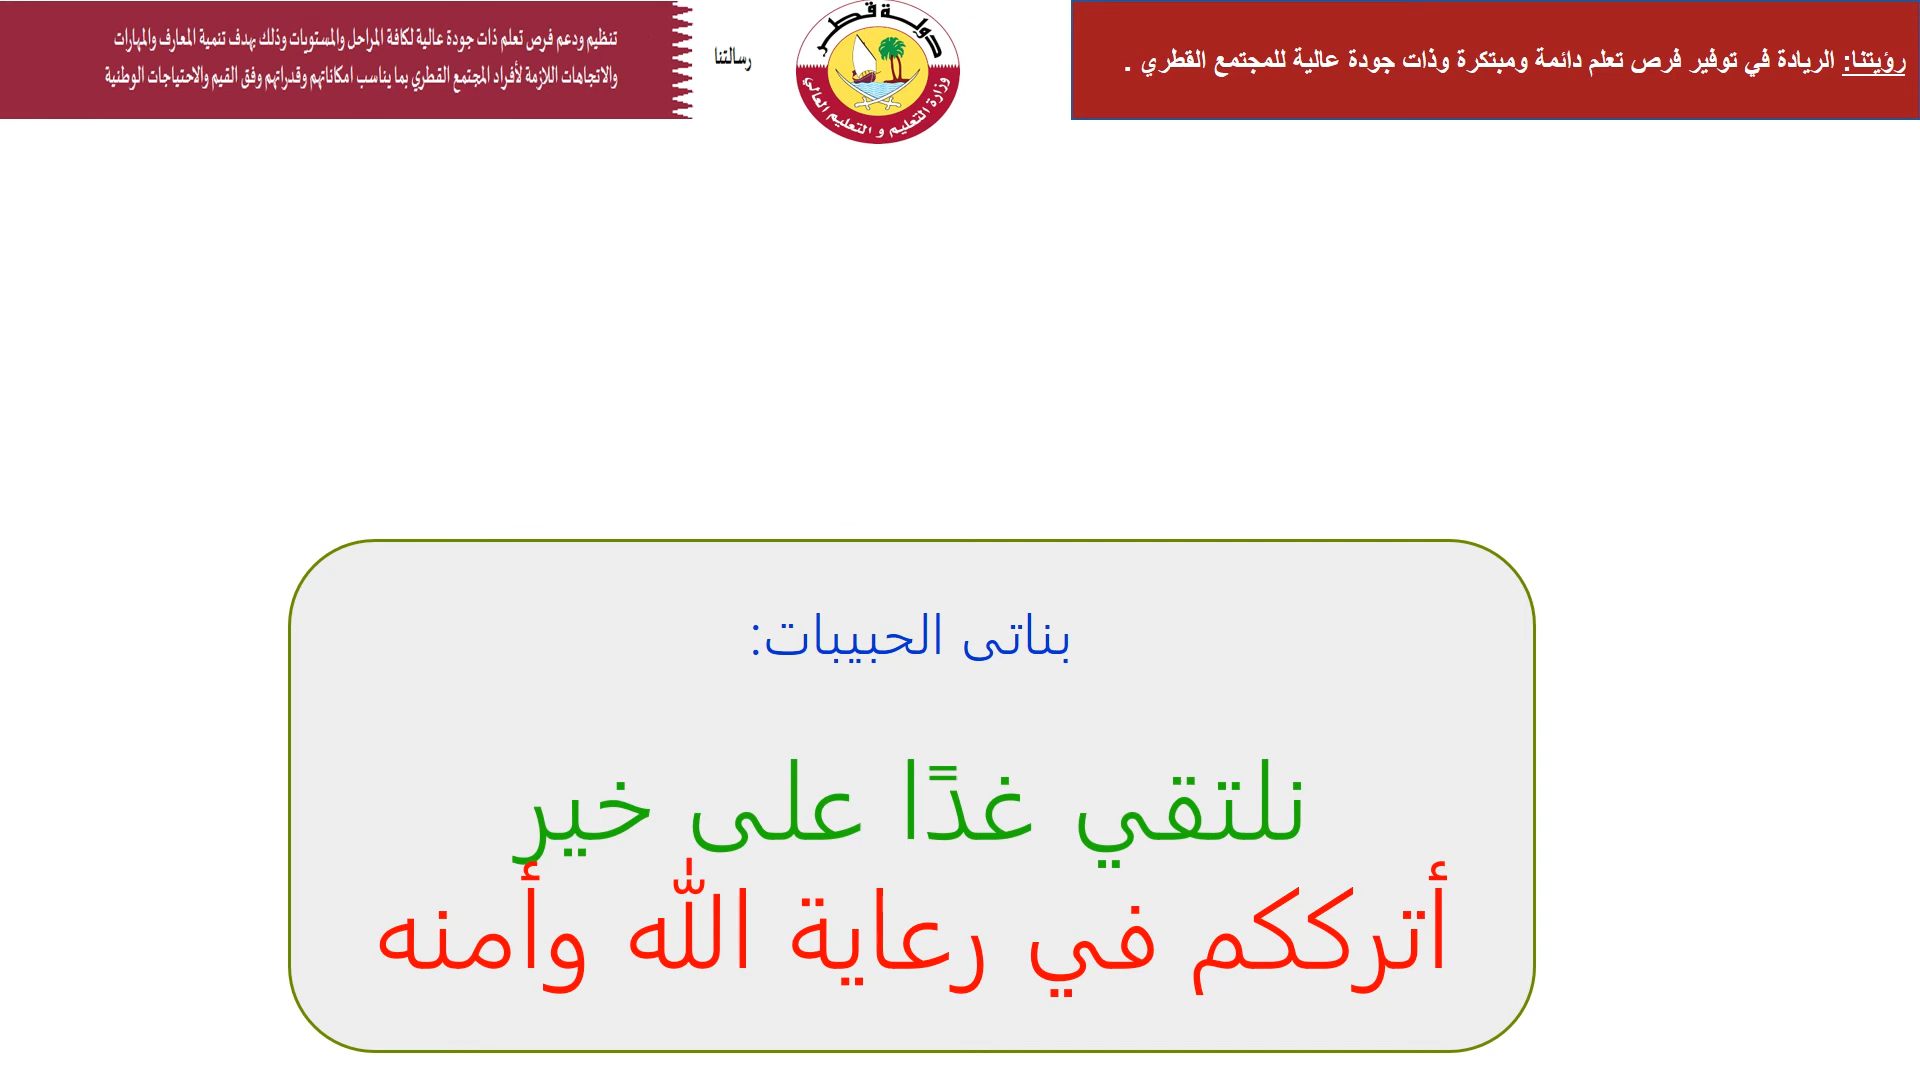 رؤيتنا: الريادة في توفير فرص تعلم دائمة ومبتكرة وذات جودة عالية للمجتمع القطري .
دولة قطر
وزارة التعليم و التعليم العالي
رسالتنا
تنظيم ودعم فرص تعلم ذات جودة عالية لكافة المراحل والمستويات وذلك بهدف تنمية المعارف والمهارات
والاتجاهات اللازمة لأفراد المجتمع القطري بما يناسب امكاناتهم وقدراتهم وفق القيم والاحتياجات الوطنية
بناتى الحبيبات:
نلتقي غدًا على خير
أترككم في رعاية الله وأمنه